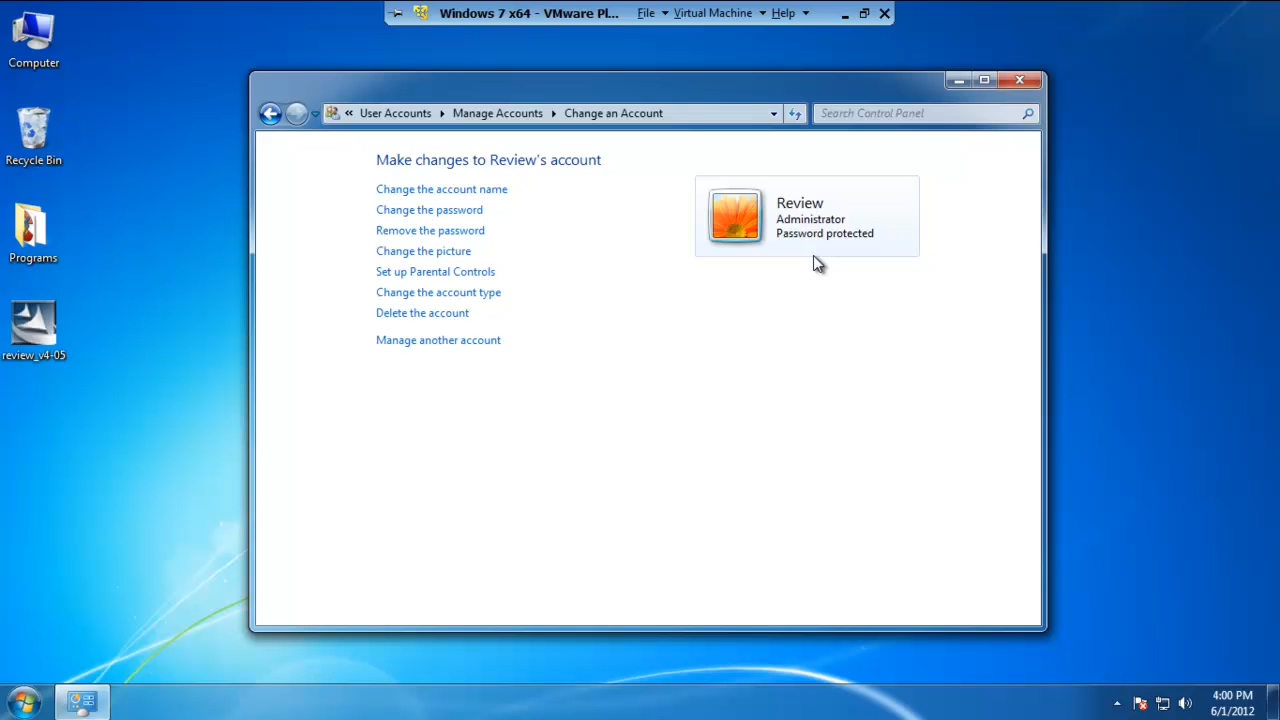 Windows 7 x64 - VMware Pl... File Virtual Machine Help
Computer
Recycle Bin
Programs
review_v4-05
« User Accounts Manage Accounts Change an Account
Search Control Panel
Make changes to Review's account
Change the account name
Change the password
Remove the password
Change the picture
Set up Parental Controls
Change the account type
Delete the account
Manage another account
Review
Administrator
Password protected
4:00 PM
6/1/2012